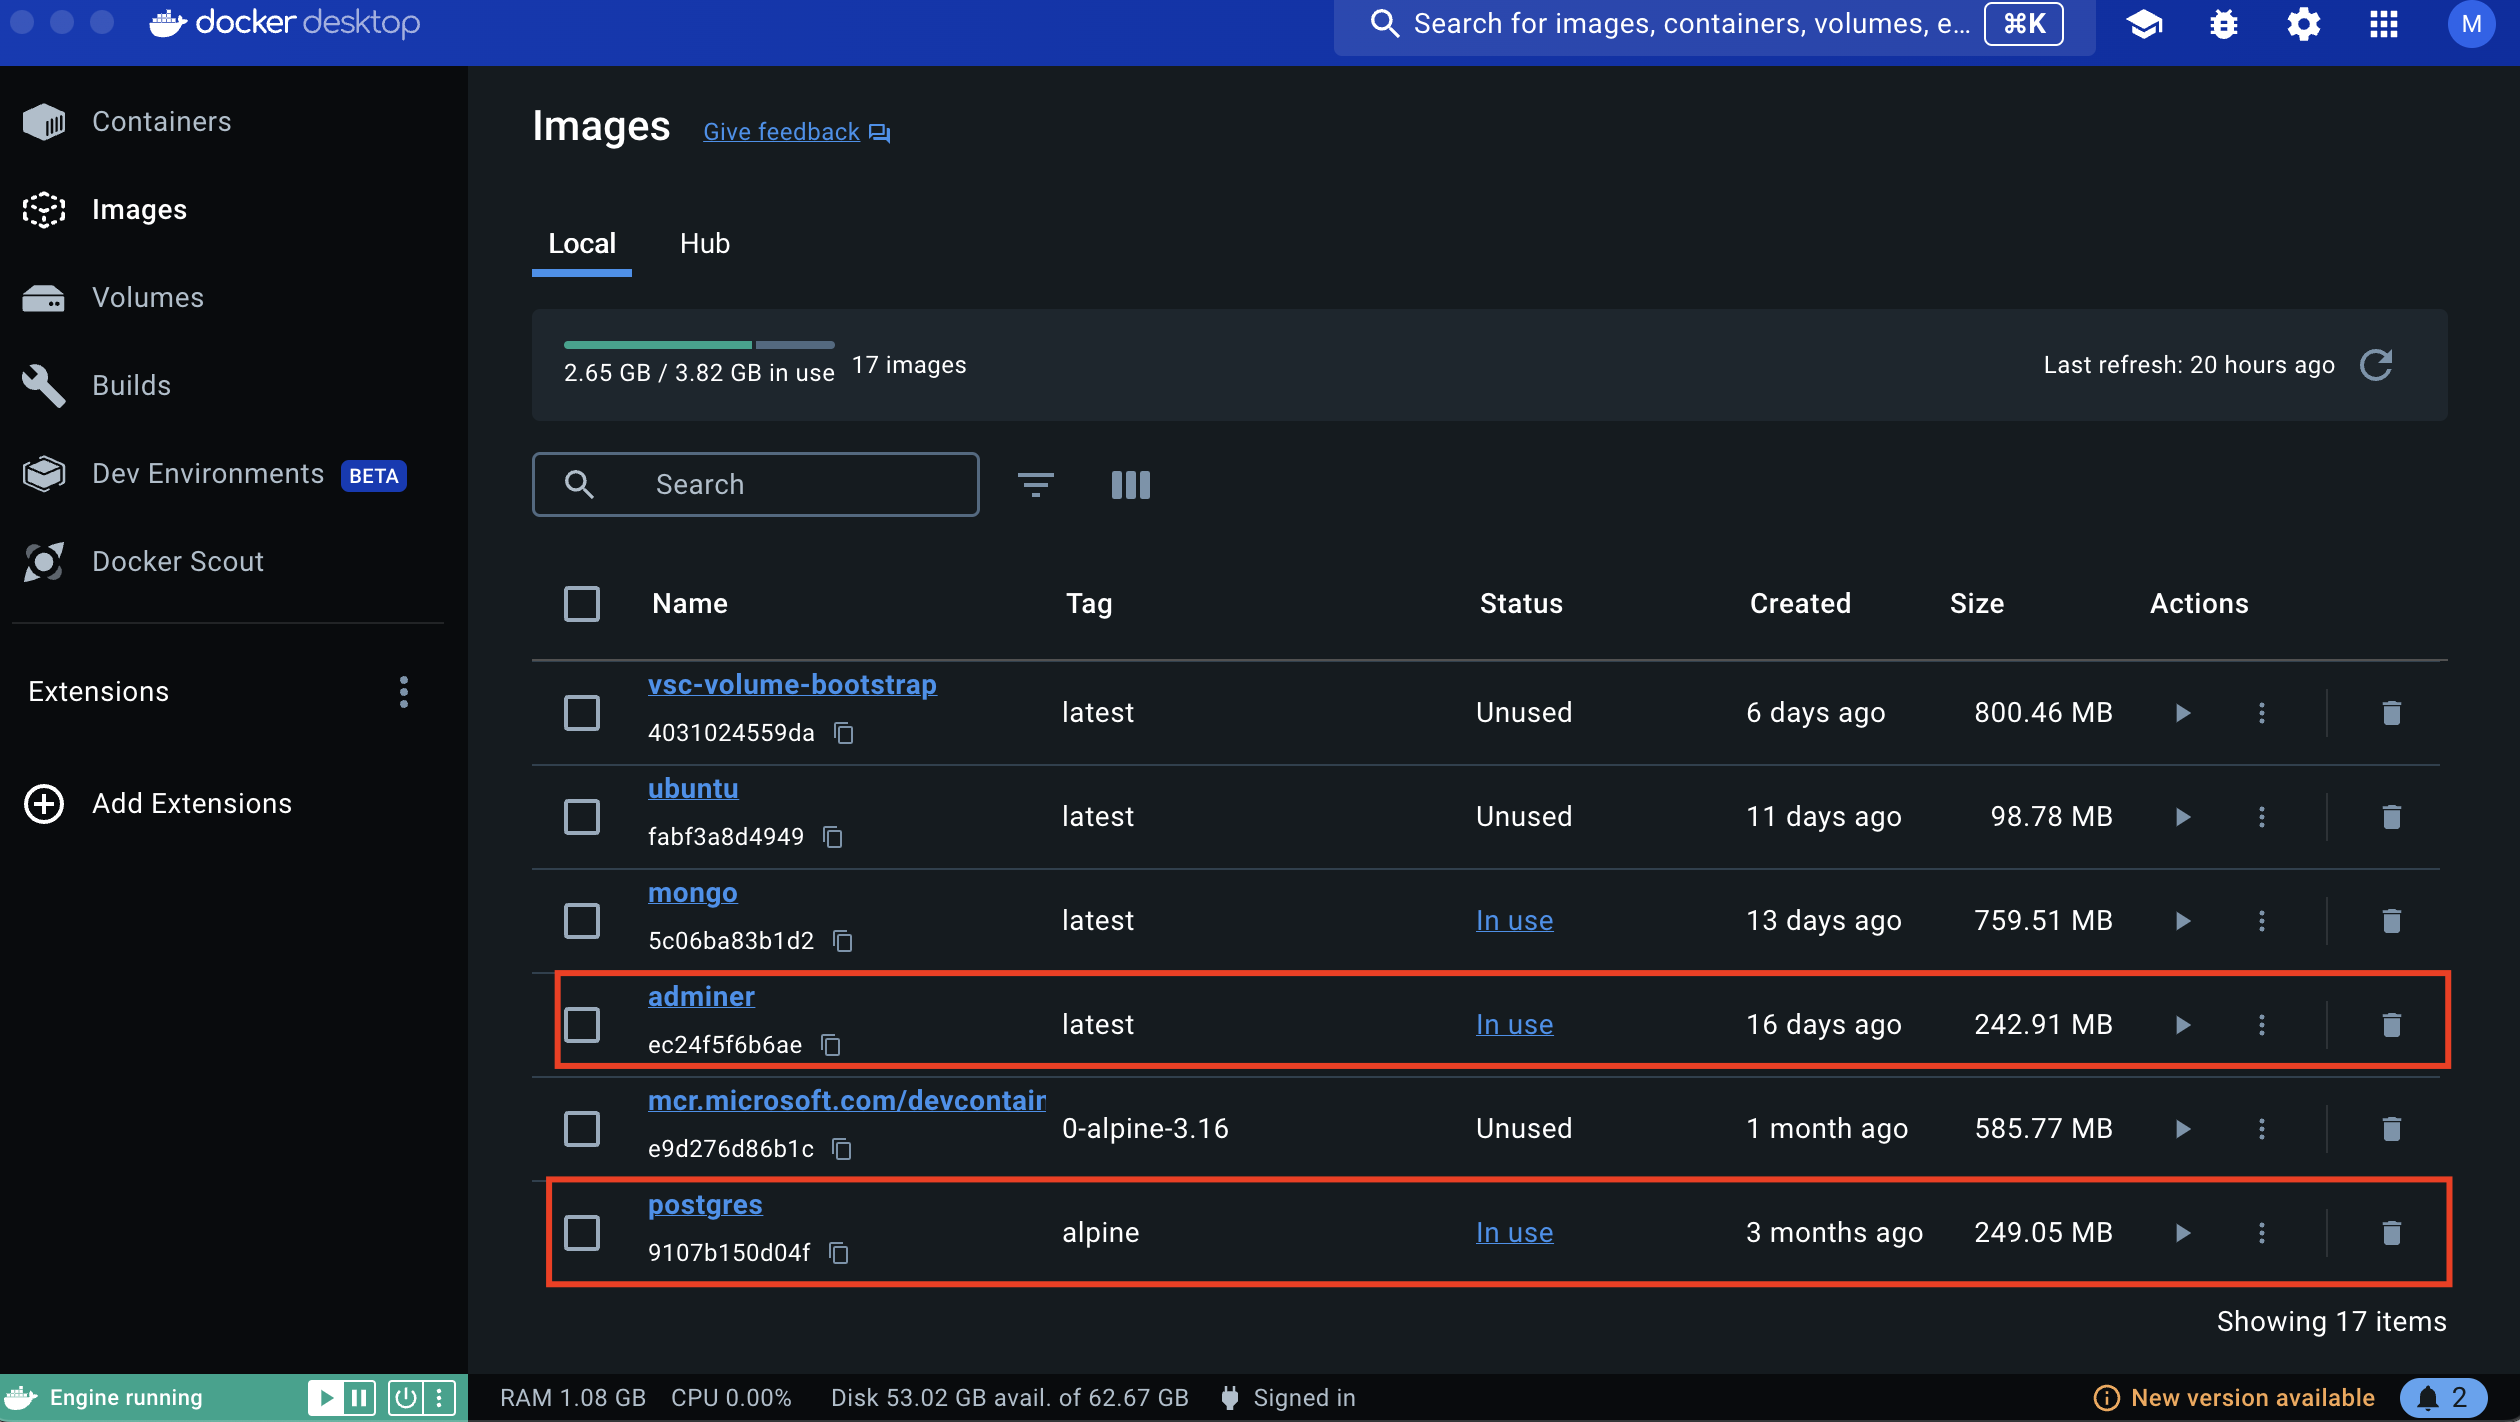 docker desktop
Search for images, containers, volumes, e...
⌘K
M
Containers
Images
Volumes
Builds
Dev Environments BETA
Docker Scout
Extensions
Add Extensions
Images Give feedback
Local Hub
2.65 GB / 3.82 GB in use 17 images
Last refresh: 20 hours ago
Search
Name Tag Status Created Size Actions
vsc-volume-bootstrap
4031024559da
latest Unused 6 days ago 800.46 MB
ubuntu
fabf3a8d4949
latest Unused 11 days ago 98.78 MB
mongo
5c06ba83b1d2
latest In use 13 days ago 759.51 MB
adminer
ec24f5f6b6ae
latest In use 16 days ago 242.91 MB
mcr.microsoft.com/devcontain
e9d276d86b1c
0-alpine-3.16 Unused 1 month ago 585.77 MB
postgres
9107b150d04f
alpine In use 3 months ago 249.05 MB
Showing 17 items
Engine running
RAM 1.08 GB CPU 0.00% Disk 53.02 GB avail. of 62.67 GB Signed in
New version available 2